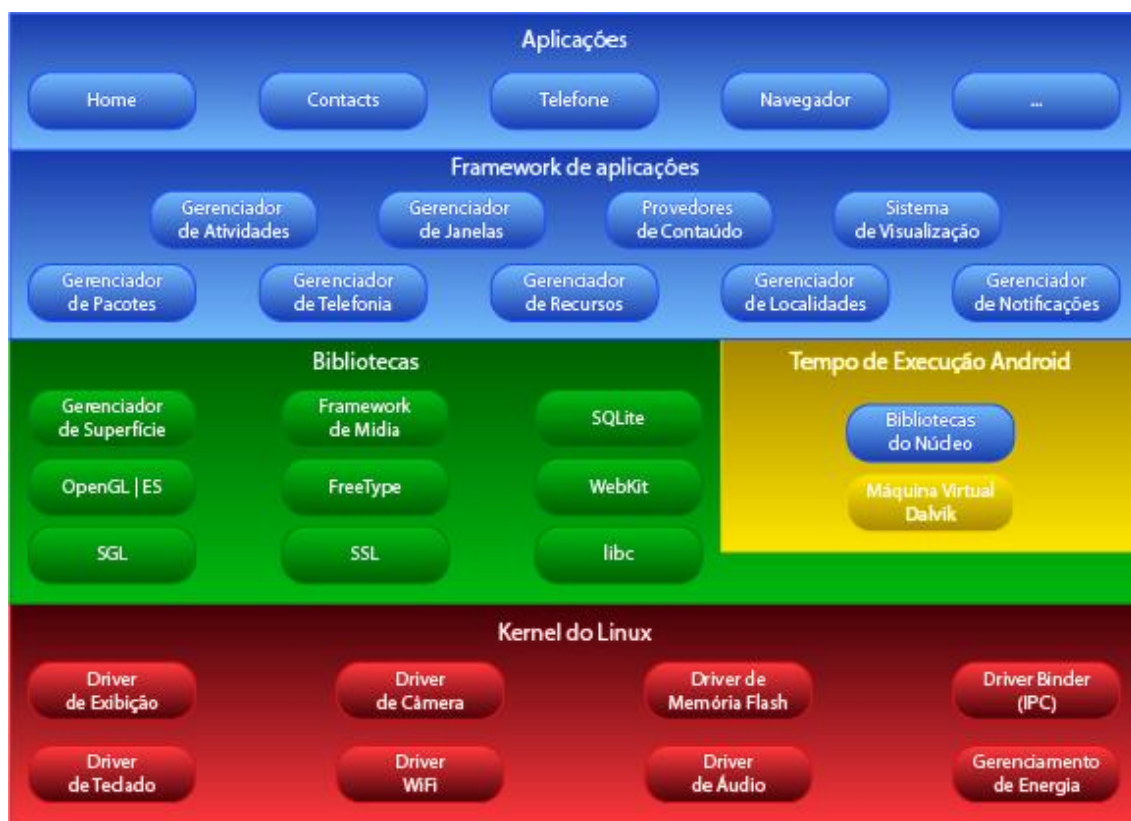 Aplicações
Home
Contacts
Telefone
Navegador
...
Framework de aplicações
Gerenciador
de Atividades
Gerenciador
de Janelas
Provedores
de Contaúdo
Sistema
de Visualização
Gerenciador
de Pacotes
Gerenciador
de Telefonia
Gerenciador
de Recursos
Gerenciador
de Localidades
Gerenciador
de Notificações
Bibliotecas
Gerenciador
de Superfície
Framework
de Midia
SQLite
OpenGL | ES
FreeType
WebKit
SGL
SSL
libc
Tempo de Execução Android
Bibliotecas
do Núcleo
Máquina Virtual
Dalvik
Kernel do Linux
Driver
de Exibição
Driver
de Câmera
Driver de
Memória Flash
Driver Binder
(IPC)
Driver
de Teclado
Driver
WiFi
Driver
de Áudio
Gerenciamento
de Energia